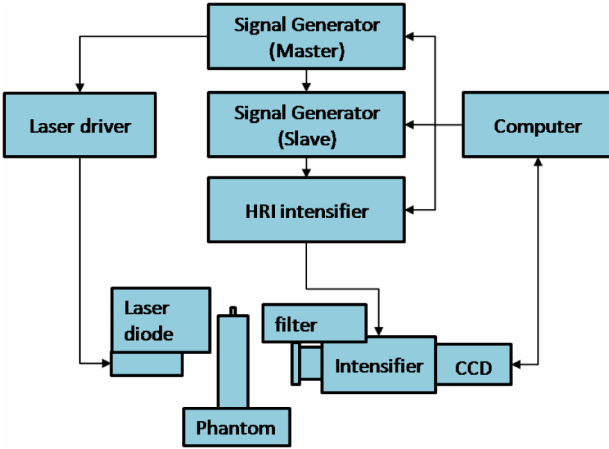 Signal Generator
(Master)
Laser driver
Signal Generator
(Slave)
Computer
HRI intensifier
Laser
diode
filter
Intensifier
CCD
Phantom